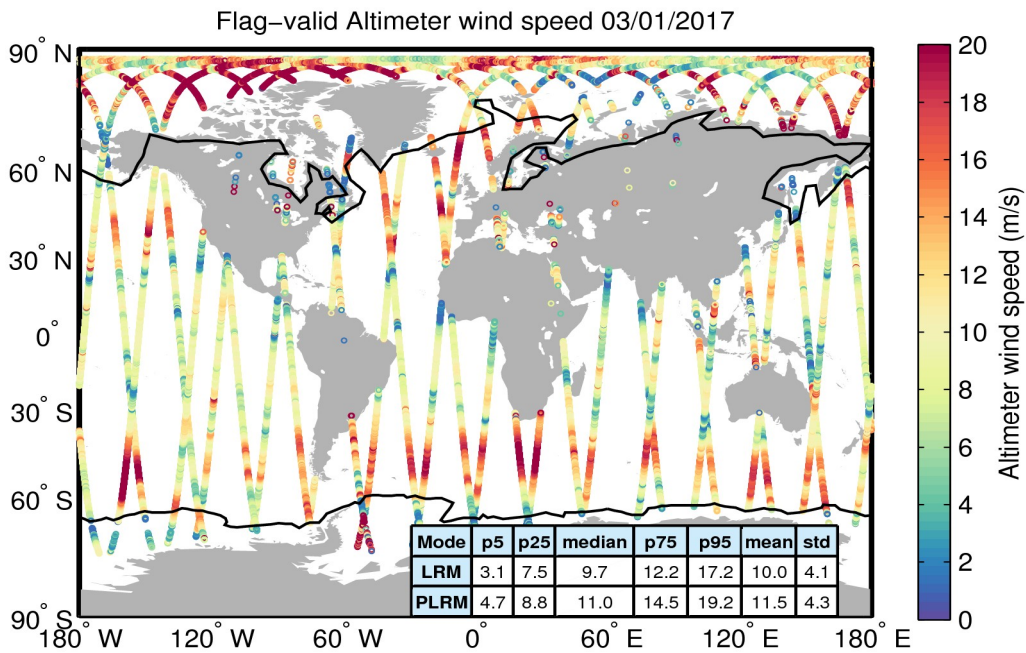 Flag−valid Altimeter wind speed 03/01/2017
90° N
60° N
30° N
0°
30° S
60° S
90° S
180° W
120° W
60° W
0°
60° E
120° E
180° E
Mode p5 p25 median p75 p95 mean std
LRM 3.1 7.5 9.7 12.2 17.2 10.0 4.1
PLRM 4.7 8.8 11.0 14.5 19.2 11.5 4.3
20
18
16
14
12
10
8
6
4
2
0
Altimeter wind speed (m/s)